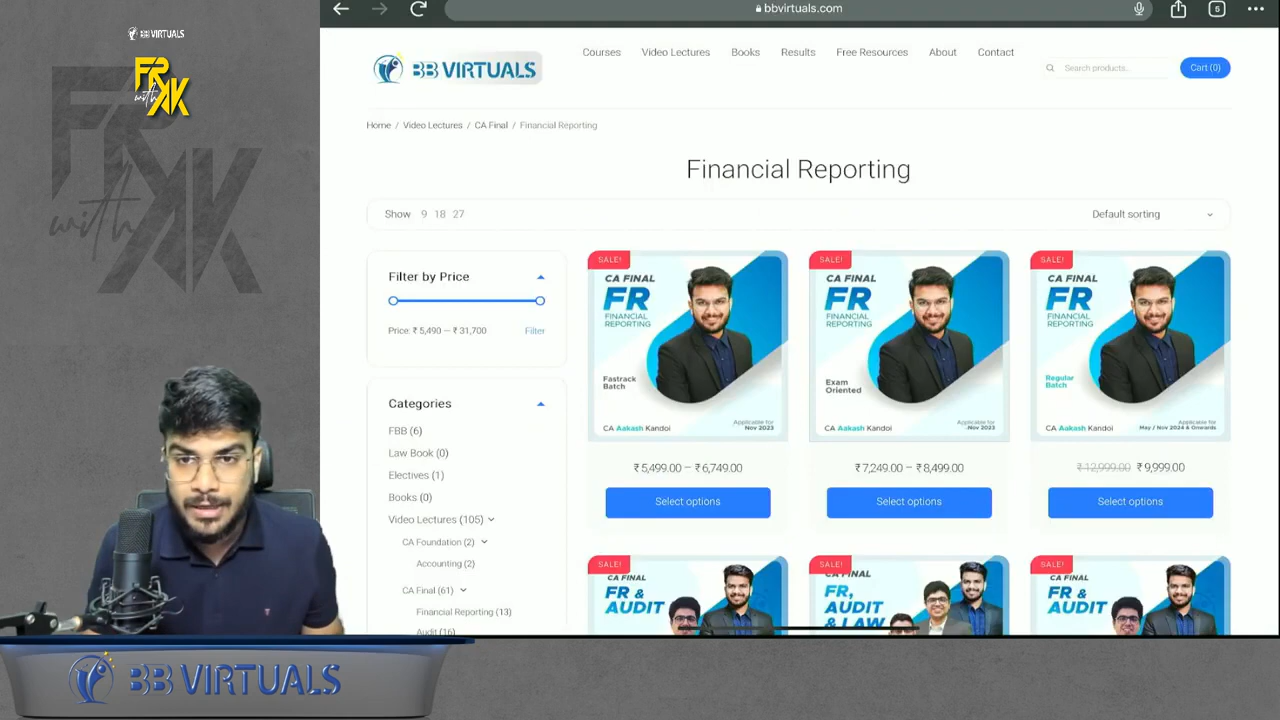 BB VIRTUALS
FR
with
AK
FR
with
AK
bbvirtuals.com
5
BB VIRTUALS
Courses
Video Lectures
Books
Results
Free Resources
About
Contact
Search products..
Cart (0)
Home / Video Lectures / CA Final / Financial Reporting
Financial Reporting
Show 9 18 27
Default sorting
Filter by Price
Price: ₹ 5,490 — ₹ 31,700
Filter
Categories
FBB (6)
Law Book (0)
Electives (1)
Books (0)
Video Lectures (105)
CA Foundation (2)
Accounting (2)
CA Final (61)
Financial Reporting (13)
Audit (16)
SALE!
CA FINAL
FR
FINANCIAL
REPORTING
Fastrack
Batch
CA Aakash Kandoi
Applicable for
Nov 2023
₹ 5,499.00 – ₹ 6,749.00
Select options
SALE!
CA FINAL
FR
FINANCIAL
REPORTING
Exam
Oriented
CA Aakash Kandoi
Applicable for
Nov 2023
₹ 7,249.00 – ₹ 8,499.00
Select options
SALE!
CA FINAL
FR
FINANCIAL
REPORTING
Regular
Batch
CA Aakash Kandoi
Applicable for
May / Nov 2024 & Onwards
₹ 12,999.00 ₹ 9,999.00
Select options
SALE!
CA FINAL
FR &
AUDIT
SALE!
CA FINAL
FR,
AUDIT
& LAW
SALE!
CA FINAL
FR &
AUDIT
BB VIRTUALS